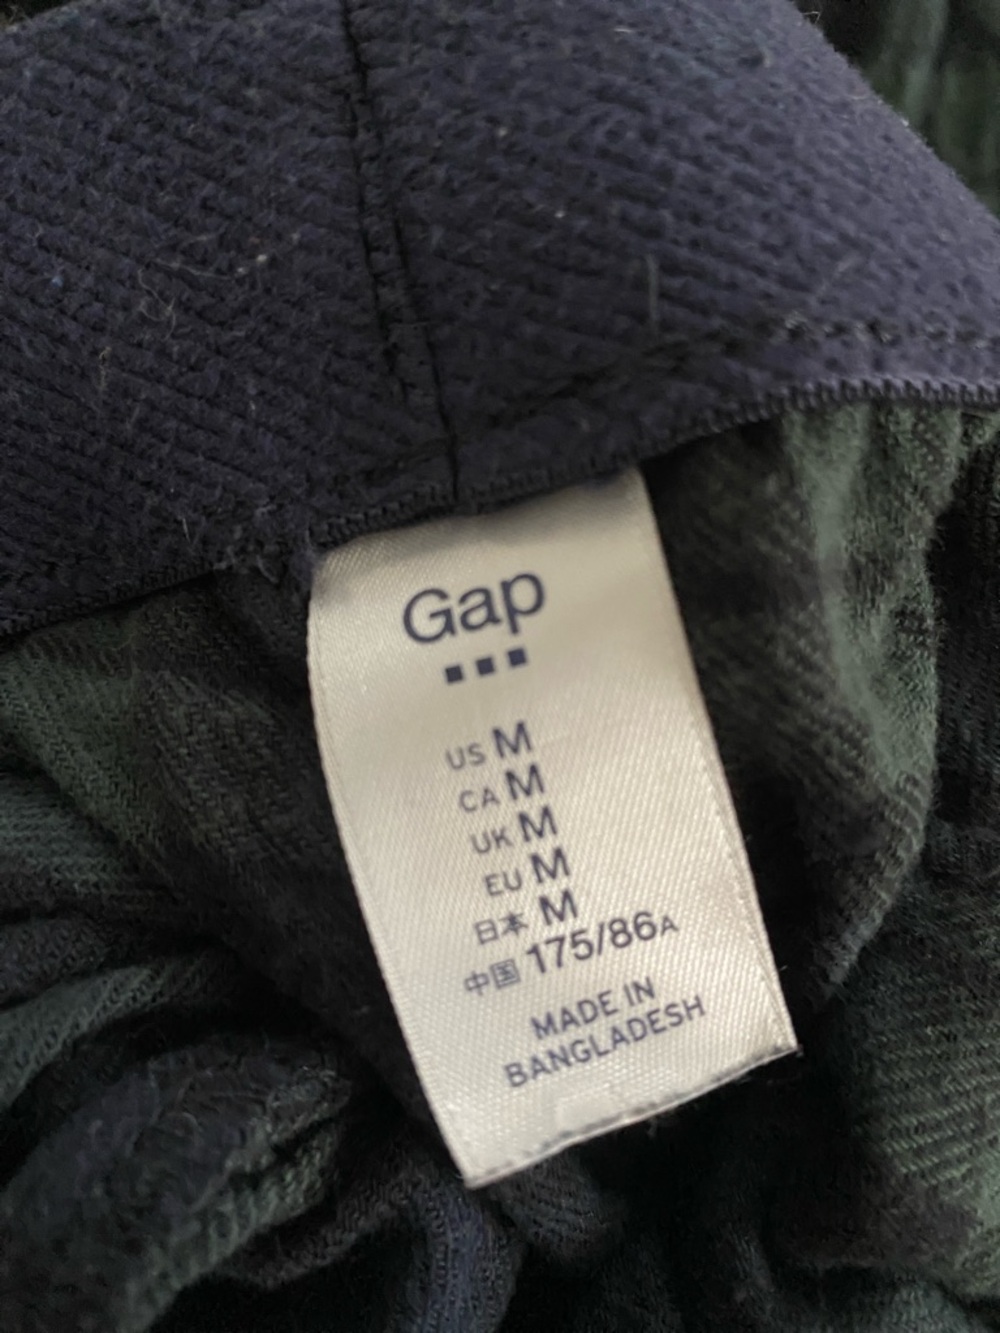 Gap
US M
CA M
UK M
EU M
日本 M
中国 175/86A
MADE IN
BANGLADESH